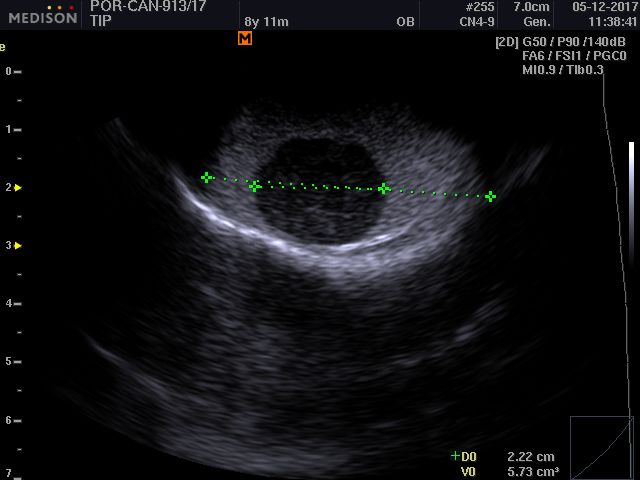 MEDISON
POR-CAN-913/17
TIP
8y 11m
OB
#255
CN4-9
7.0cm
Gen.
05-12-2017
11:38:41
[2D] G50 / P90 /140dB
FA6 / FSI1 / PGC0
MI0.9 / TIb0.3
e
M
0
1
2
3
4
5
6
7
D0 2.22 cm
V0 5.73 cm³